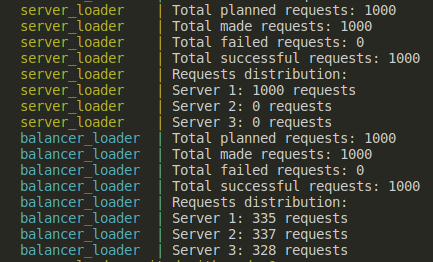 server_loader | Total planned requests: 1000
server_loader | Total made requests: 1000
server_loader | Total failed requests: 0
server_loader | Total successful requests: 1000
server_loader | Requests distribution:
server_loader | Server 1: 1000 requests
server_loader | Server 2: 0 requests
server_loader | Server 3: 0 requests
balancer_loader | Total planned requests: 1000
balancer_loader | Total made requests: 1000
balancer_loader | Total failed requests: 0
balancer_loader | Total successful requests: 1000
balancer_loader | Requests distribution:
balancer_loader | Server 1: 335 requests
balancer_loader | Server 2: 337 requests
balancer_loader | Server 3: 328 requests